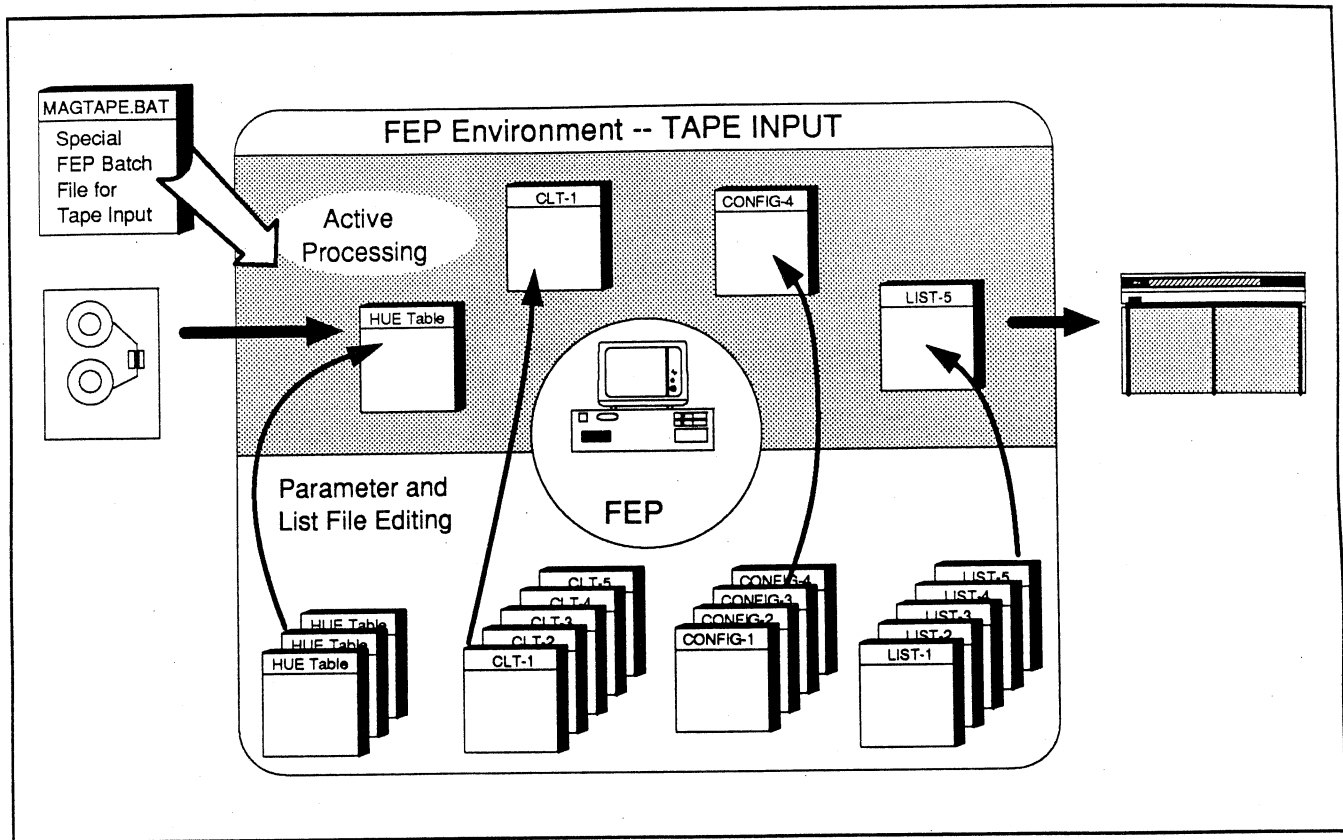 MAGTAPE.BAT
Special
FEP Batch
File for
Tape Input
FEP Environment -- TAPE INPUT
Active
Processing
CLT-1
CONFIG-4
HUE Table
LIST-5
Parameter and
List File Editing
FEP
HUE Table
HUE Table
HUE Table
CLT-5
CLT-4
CLT-3
CLT-2
CLT-1
CONFIG-4
CONFIG-3
CONFIG-2
CONFIG-1
LIST-5
LIST-4
LIST-3
LIST-2
LIST-1